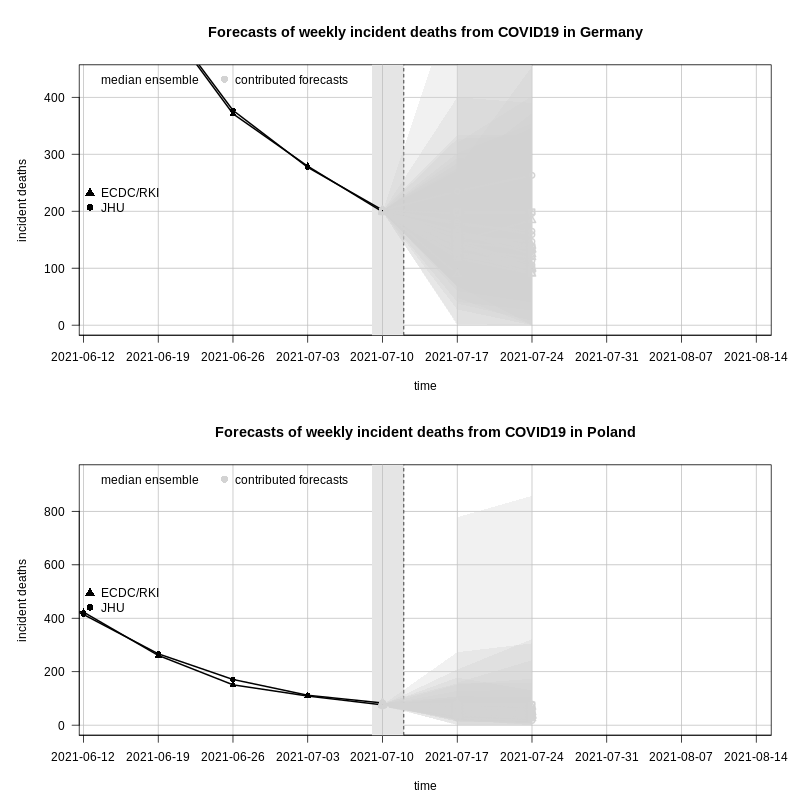 Forecasts of weekly incident deaths from COVID19 in Germany
median ensemble contributed forecasts
400
300
ECDC/RKI
JHU
200
100
0
incident deaths
2021-06-12 2021-06-19 2021-06-26 2021-07-03 2021-07-10 2021-07-17 2021-07-24 2021-07-31 2021-08-07 2021-08-14
time
Forecasts of weekly incident deaths from COVID19 in Poland
median ensemble contributed forecasts
800
600
ECDC/RKI
JHU
400
200
0
incident deaths
2021-06-12 2021-06-19 2021-06-26 2021-07-03 2021-07-10 2021-07-17 2021-07-24 2021-07-31 2021-08-07 2021-08-14
time